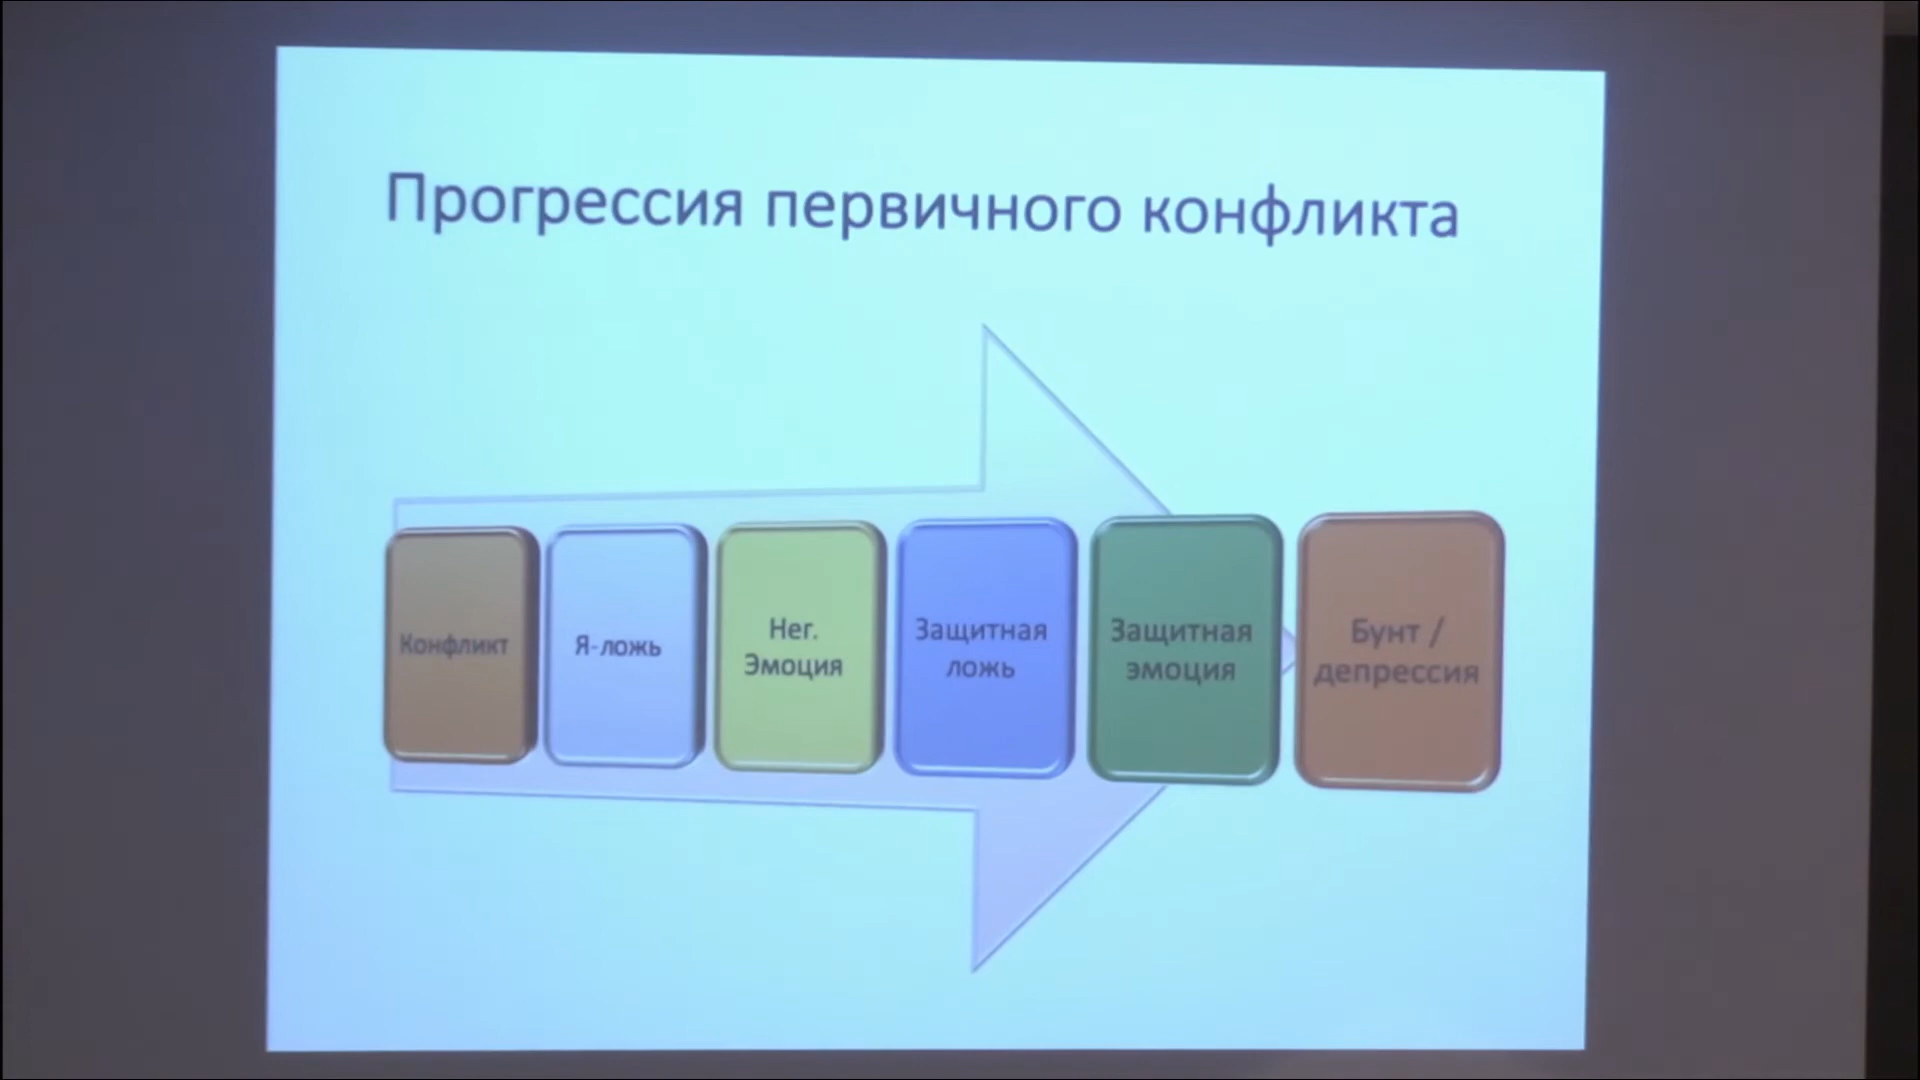 Прогрессия первичного конфликта
Конфликт
Я-ложь
Нег.
Эмоция
Защитная
ложь
Защитная
эмоция
Бунт /
депрессия